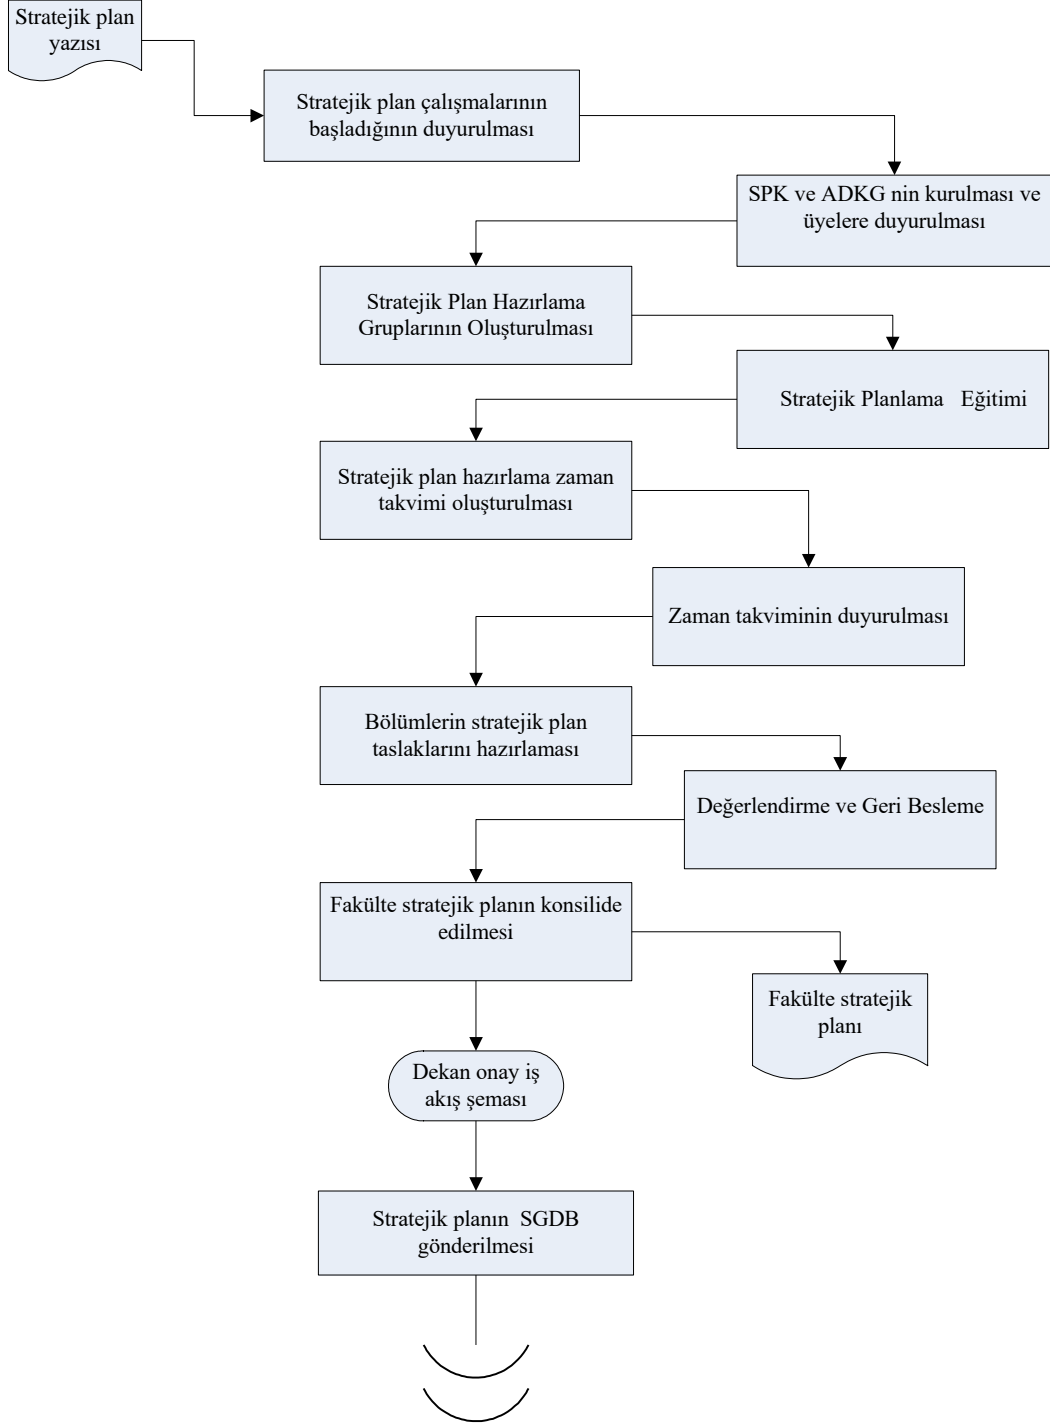 Stratejik plan
yazısı
Stratejik plan çalışmalarının
başladığının duyurulması
SPK ve ADKG nin kurulması ve
üyelere duyurulması
Stratejik Plan Hazırlama
Gruplarının Oluşturulması
Stratejik Planlama Eğitimi
Stratejik plan hazırlama zaman
takvimi oluşturulması
Zaman takviminin duyurulması
Bölümlerin stratejik plan
taslaklarını hazırlaması
Değerlendirme ve Geri Besleme
Fakülte stratejik planın konsilide
edilmesi
Fakülte stratejik
planı
Dekan onay iş
akış şeması
Stratejik planın SGDB
gönderilmesi